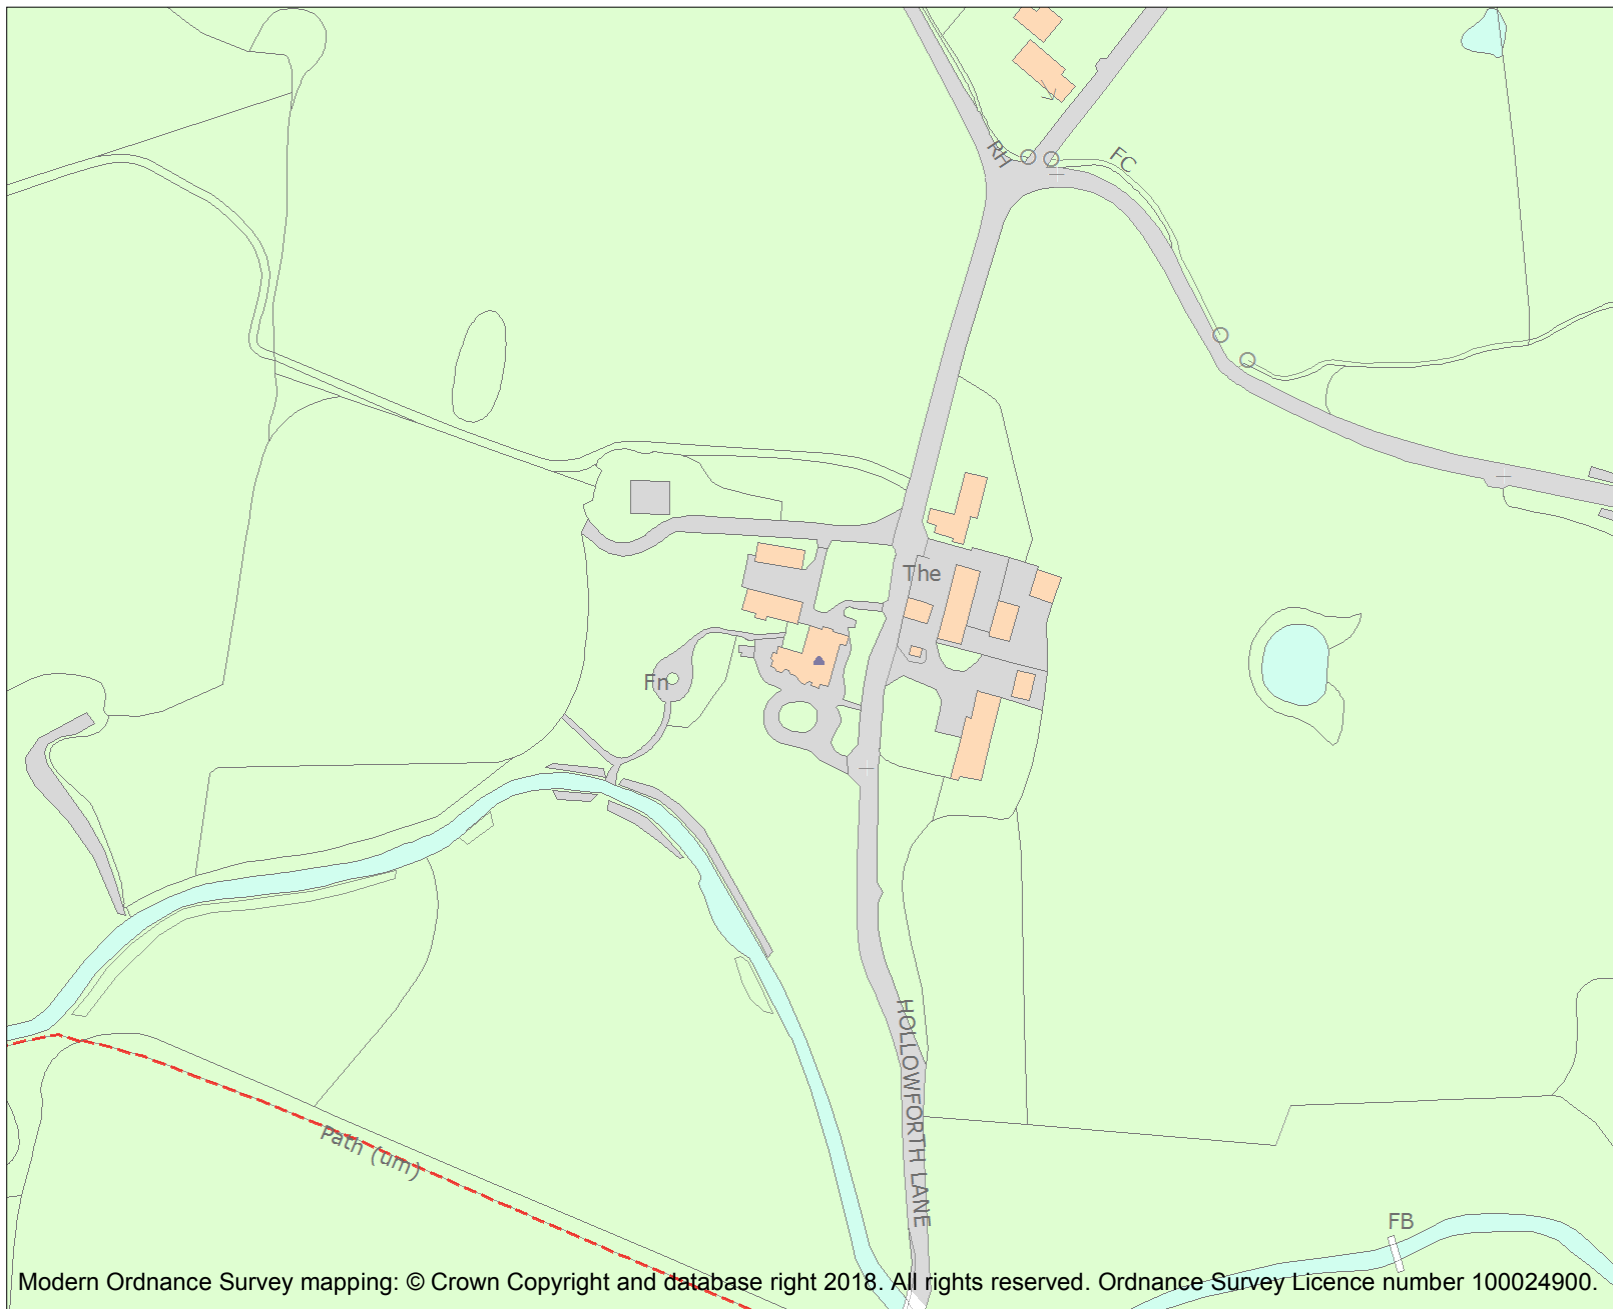 RH
FC
The
Fn
HOLLOWFORTH LANE
Path (um)
FB
Modern Ordnance Survey mapping: © Crown Copyright and database right 2018. All rights reserved. Ordnance Survey Licence number 100024900.